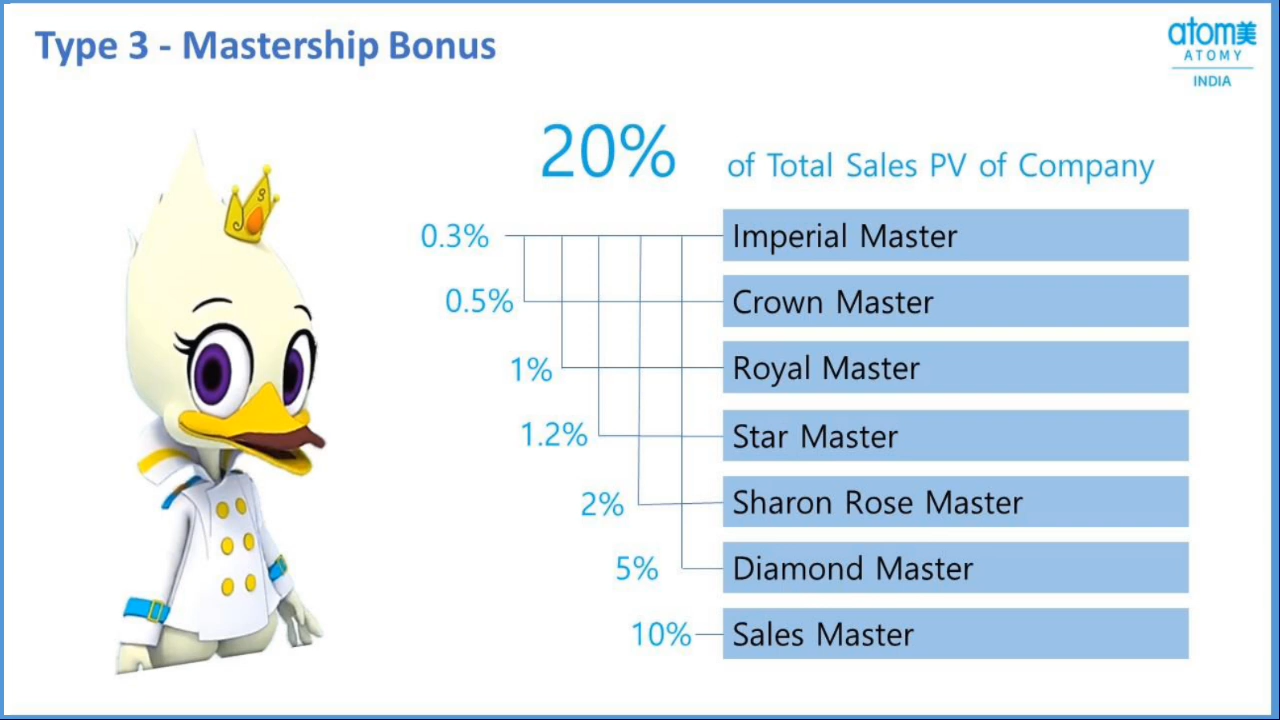 Type 3 - Mastership Bonus
atom美
ATOMY
INDIA
20% of Total Sales PV of Company
0.3% Imperial Master
0.5% Crown Master
1% Royal Master
1.2% Star Master
2% Sharon Rose Master
5% Diamond Master
10% Sales Master